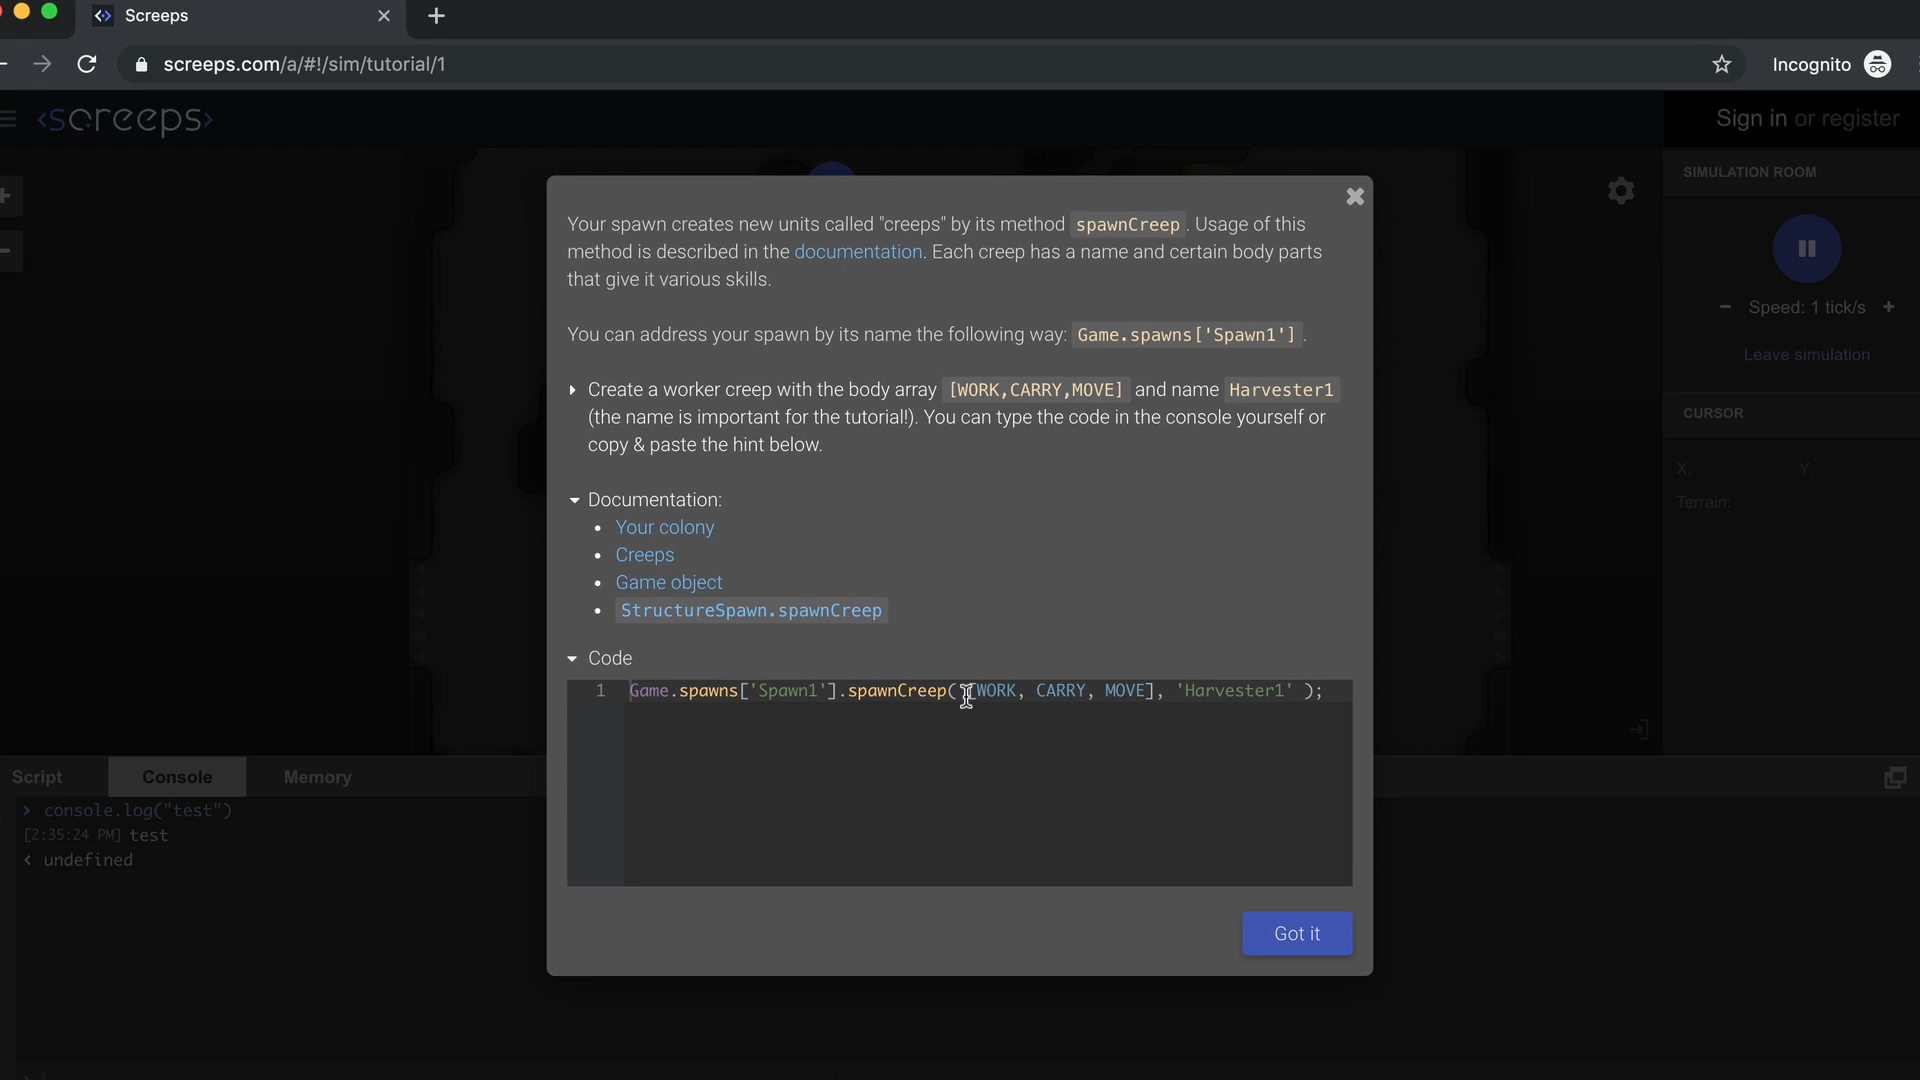 Screeps
screeps.com/a/#!/sim/tutorial/1
Incognito
<screeps>
Sign in or register
SIMULATION ROOM
Speed: 1 tick/s
Leave simulation
CURSOR
X: Y:
Terrain:
Your spawn creates new units called "creeps" by its method spawnCreep. Usage of this
method is described in the documentation. Each creep has a name and certain body parts
that give it various skills.
You can address your spawn by its name the following way: Game.spawns['Spawn1'].
Create a worker creep with the body array [WORK,CARRY,MOVE] and name Harvester1
(the name is important for the tutorial!). You can type the code in the console yourself or
copy & paste the hint below.
Documentation:
• Your colony
• Creeps
• Game object
• StructureSpawn.spawnCreep
Code
1 Game.spawns['Spawn1'].spawnCreep( [WORK, CARRY, MOVE], 'Harvester1' );
Got it
Script Console Memory
> console.log("test")
[2:35:24 PM] test
< undefined